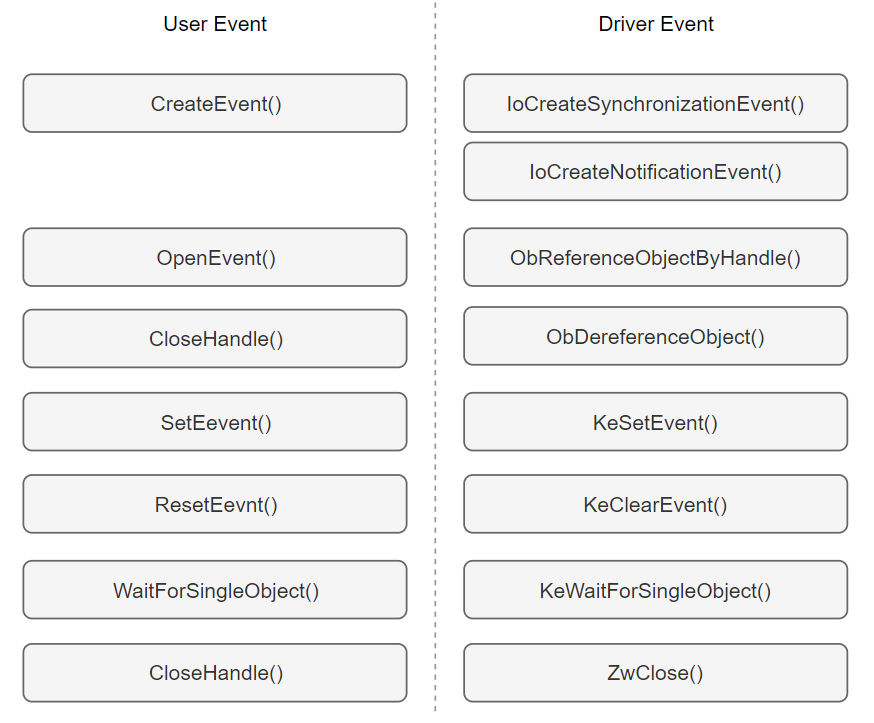 User Event
Driver Event
CreateEvent()
IoCreateSynchronizationEvent()
IoCreateNotificationEvent()
OpenEvent()
ObReferenceObjectByHandle()
CloseHandle()
ObDereferenceObject()
SetEevent()
KeSetEvent()
ResetEevnt()
KeClearEvent()
WaitForSingleObject()
KeWaitForSingleObject()
CloseHandle()
ZwClose()